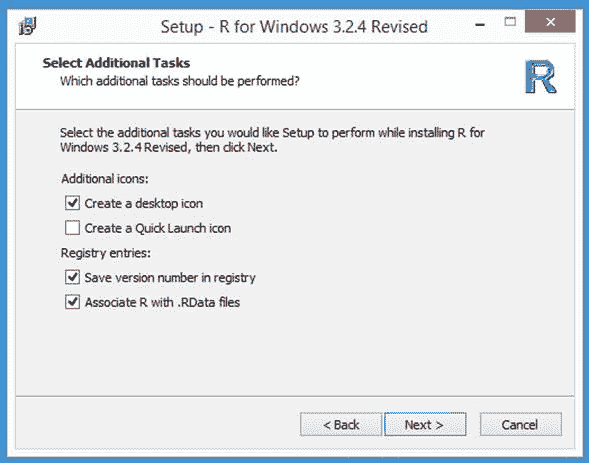 Setup - R for Windows 3.2.4 Revised
Select Additional Tasks
Which additional tasks should be performed?
R
Select the additional tasks you would like Setup to perform while installing R for
Windows 3.2.4 Revised, then click Next.
Additional icons:
Create a desktop icon
Create a Quick Launch icon
Registry entries:
Save version number in registry
Associate R with .RData files
< Back Next > Cancel